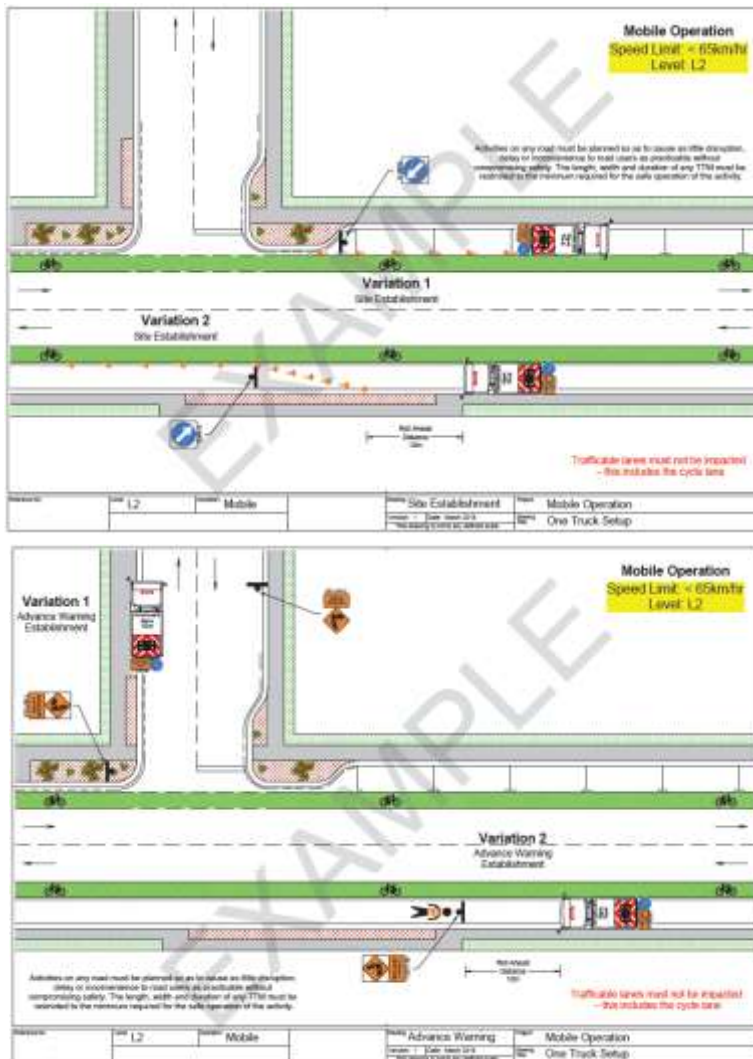 Mobile Operation
Speed Limit: < 65km/hr
Level: L2
Activities on any road must be planned so as to cause as little disruption,
delay or inconvenience to road users as practicable without
compromising safety. The length, width and duration of any TTM must be
restricted to the minimum required for the safe operation of the activity.
EXAMPLE
Variation 1
Site Establishment
Variation 2
Site Establishment
Roll Ahead
Distance
10m
Trafficable lanes must not be impacted
- this includes the cycle lane
L2
Mobile
Site Establishment
Mobile Operation
One Truck Setup
Mobile Operation
Speed Limit: < 65km/hr
Level: L2
Variation 1
Advance Warning
Establishment
EXAMPLE
Variation 2
Advance Warning
Establishment
Roll Ahead
Distance
10m
Activities on any road must be planned so as to cause as little disruption,
delay or inconvenience to road users as practicable without
compromising safety. The length, width and duration of any TTM must be
restricted to the minimum required for the safe operation of the activity.
Trafficable lanes must not be impacted
- this includes the cycle lane
L2
Mobile
Advance Warning
Mobile Operation
One Truck Setup